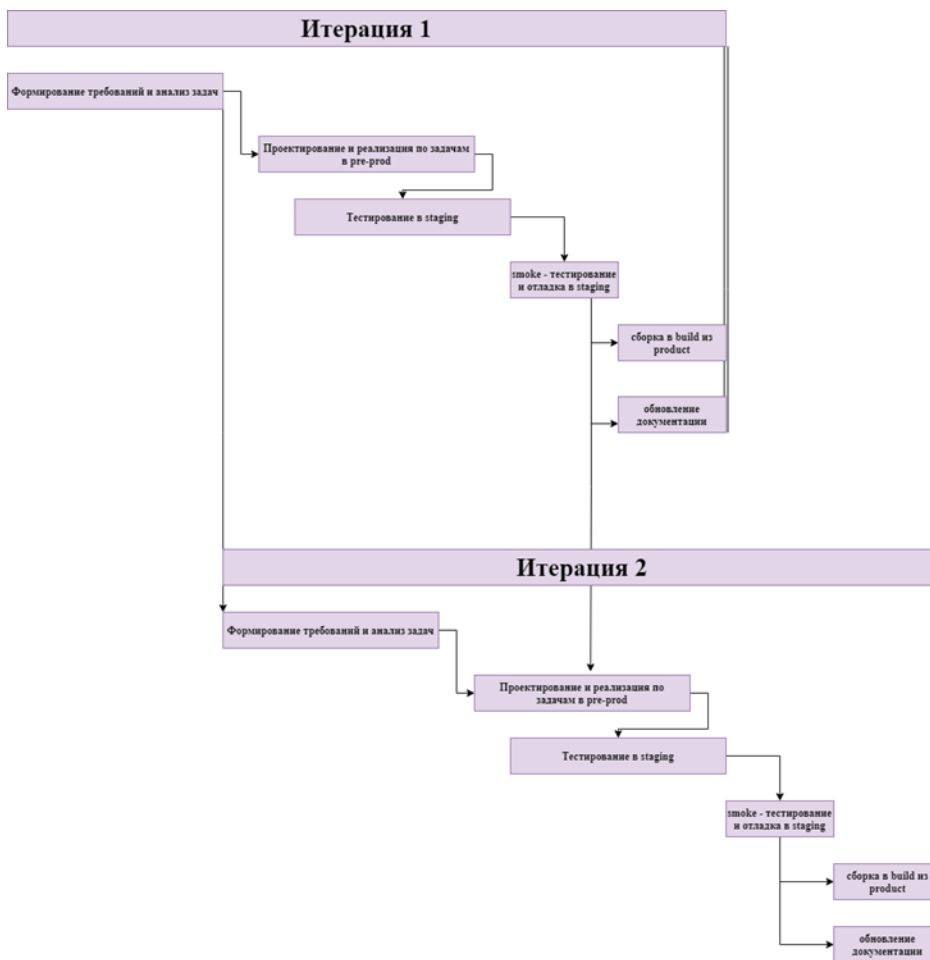 Итерация 1
Формирование требований и анализ задач
Проектирование и реализация по задачам
в pre-prod
Тестирование в staging
smoke - тестирование
и отладка в staging
сборка в build из
product
обновление
документации
Итерация 2
Формирование требований и анализ задач
Проектирование и реализация по
задачам в pre-prod
Тестирование в staging
smoke - тестирование
и отладка в staging
сборка в build из
product
обновление
документации